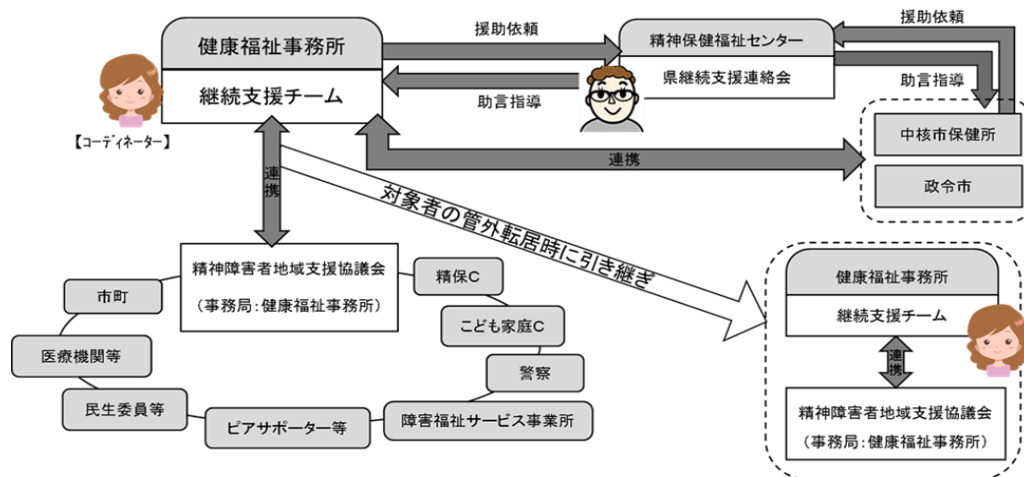 健康福祉事務所
継続支援チーム
【コーディネーター】
援助依頼
助言指導
精神保健福祉センター
県継続支援連絡会
援助依頼
助言指導
中核市保健所
政令市
連携
連携
対象者の管外転居時に引き継ぎ
精神障害者地域支援協議会
（事務局：健康福祉事務所）
市町
医療機関等
民生委員等
ピアサポーター等
障害福祉サービス事業所
警察
こども家庭C
精保C
健康福祉事務所
継続支援チーム
連携
精神障害者地域支援協議会
（事務局：健康福祉事務所）